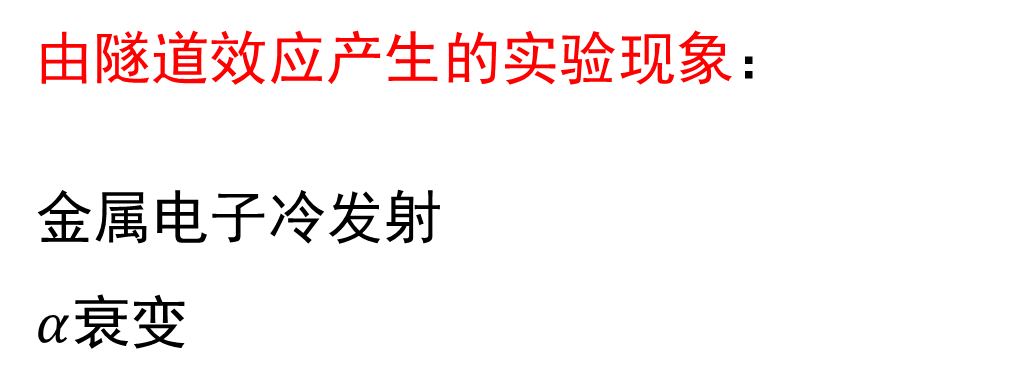 由隧道效应产生的实验现象：
金属电子冷发射
α衰变